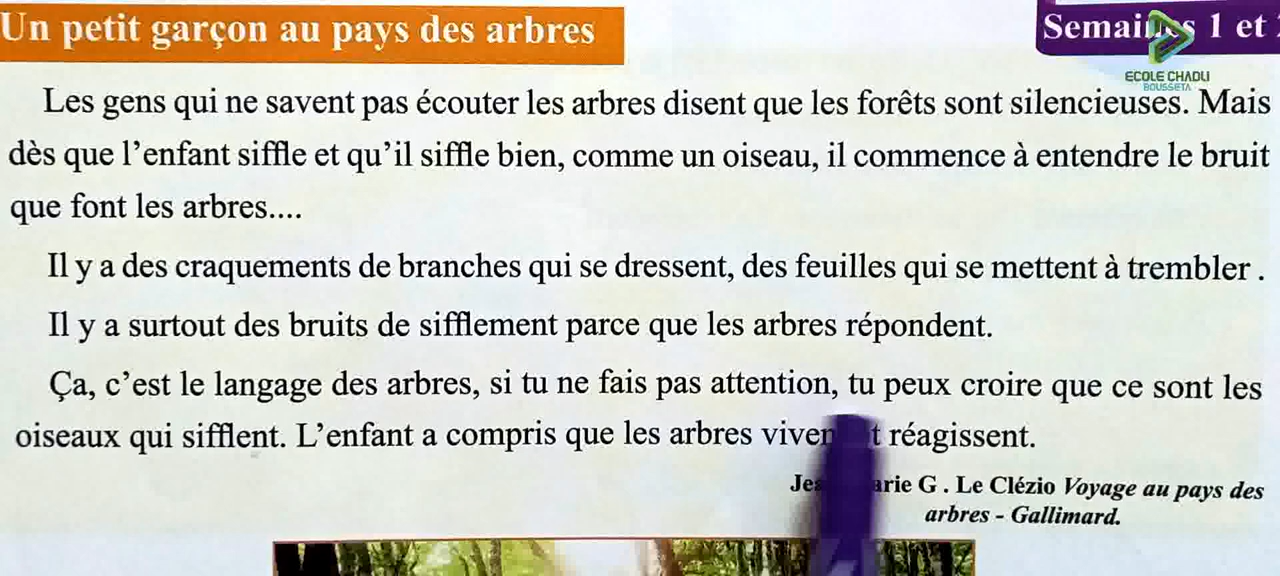 Un petit garçon au pays des arbres
Semaines 1 et
ECOLE CHADLI
BOUSSETA
Les gens qui ne savent pas écouter les arbres disent que les forêts sont silencieuses. Mais
dès que l'enfant siffle et qu'il siffle bien, comme un oiseau, il commence à entendre le bruit
que font les arbres....
Il y a des craquements de branches qui se dressent, des feuilles qui se mettent à trembler .
Il y a surtout des bruits de sifflement parce que les arbres répondent.
Ça, c'est le langage des arbres, si tu ne fais pas attention, tu peux croire que ce sont les
oiseaux qui sifflent. L'enfant a compris que les arbres réagissent.
G . Le Clézio Voyage au pays des
arbres - Gallimard.